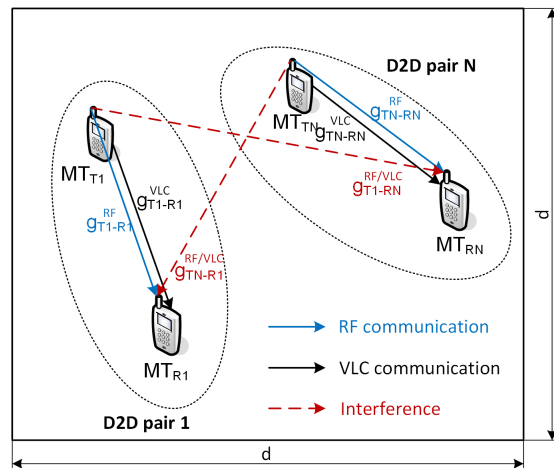 D2D pair N
MT_TN
g^RF_TN-RN
g^VLC_TN-RN
MT_T1
g^VLC_T1-R1
g^RF_T1-R1
g^RF/VLC_T1-RN
g^RF/VLC_TN-R1
MT_RN
d
MT_R1
RF communication
VLC communication
Interference
D2D pair 1
d